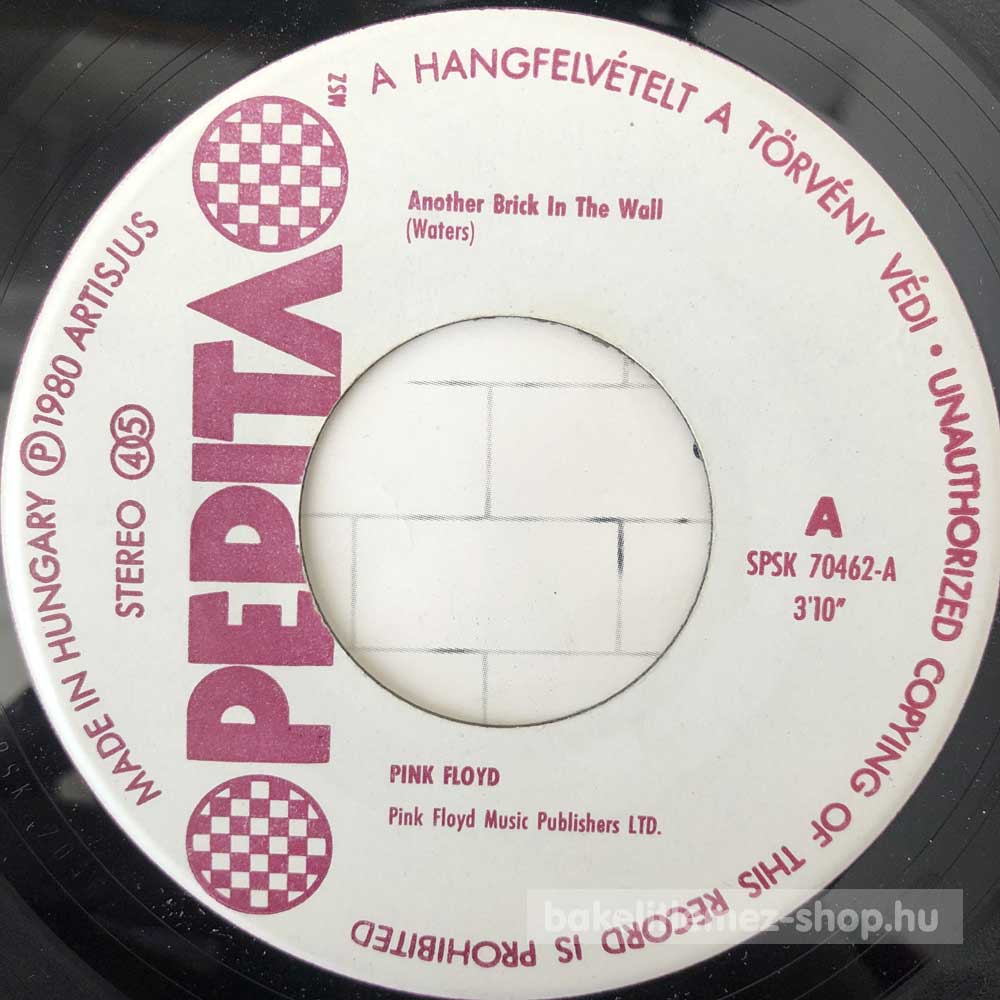 A HANGFELVÉTELT A TÖRVÉNY VÉDI • UNAUTHORIZED COPYING OF THIS RECORD IS PROHIBITED
MSZ
Another Brick In The Wall
(Waters)
PEPITA
MADE IN HUNGARY Ⓟ 1980 ARTISJUS
STEREO 45
A
SPSK 70462-A
3'10"
PINK FLOYD
Pink Floyd Music Publishers LTD.
bakelitlemez-shop.hu